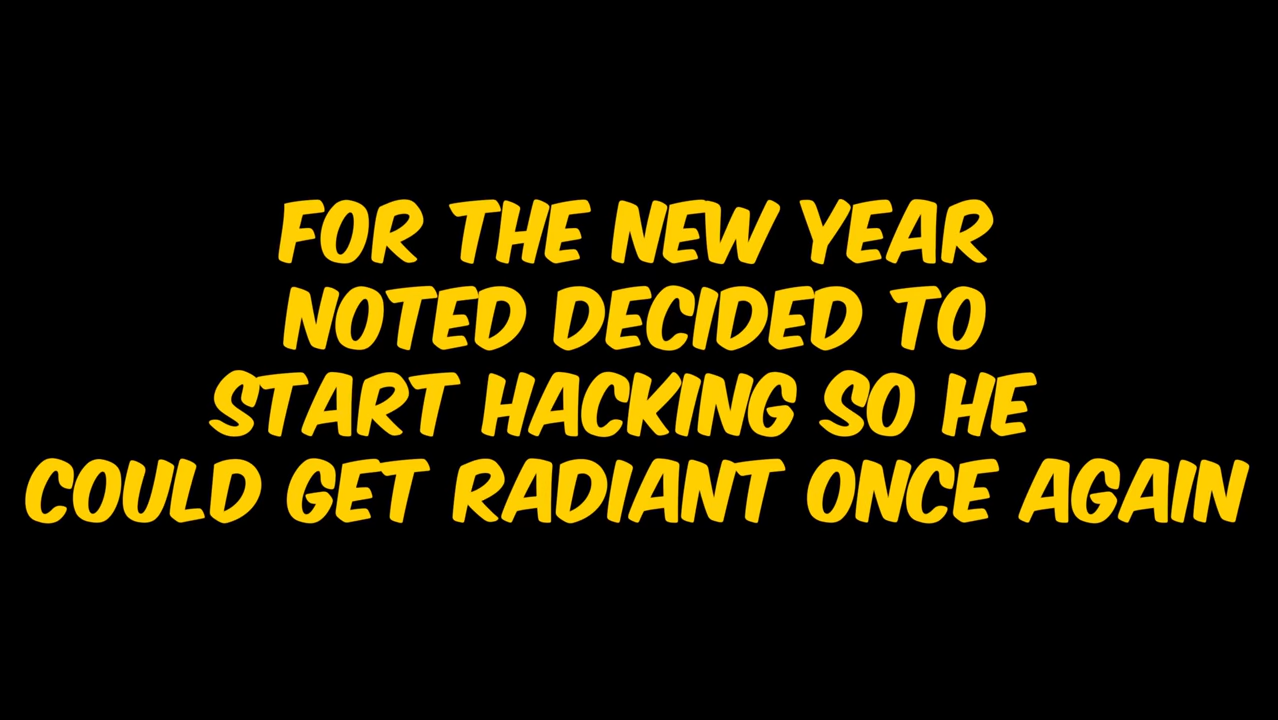 FOR THE NEW YEAR
NOTED DECIDED TO
START HACKING SO HE
COULD GET RADIANT ONCE AGAIN